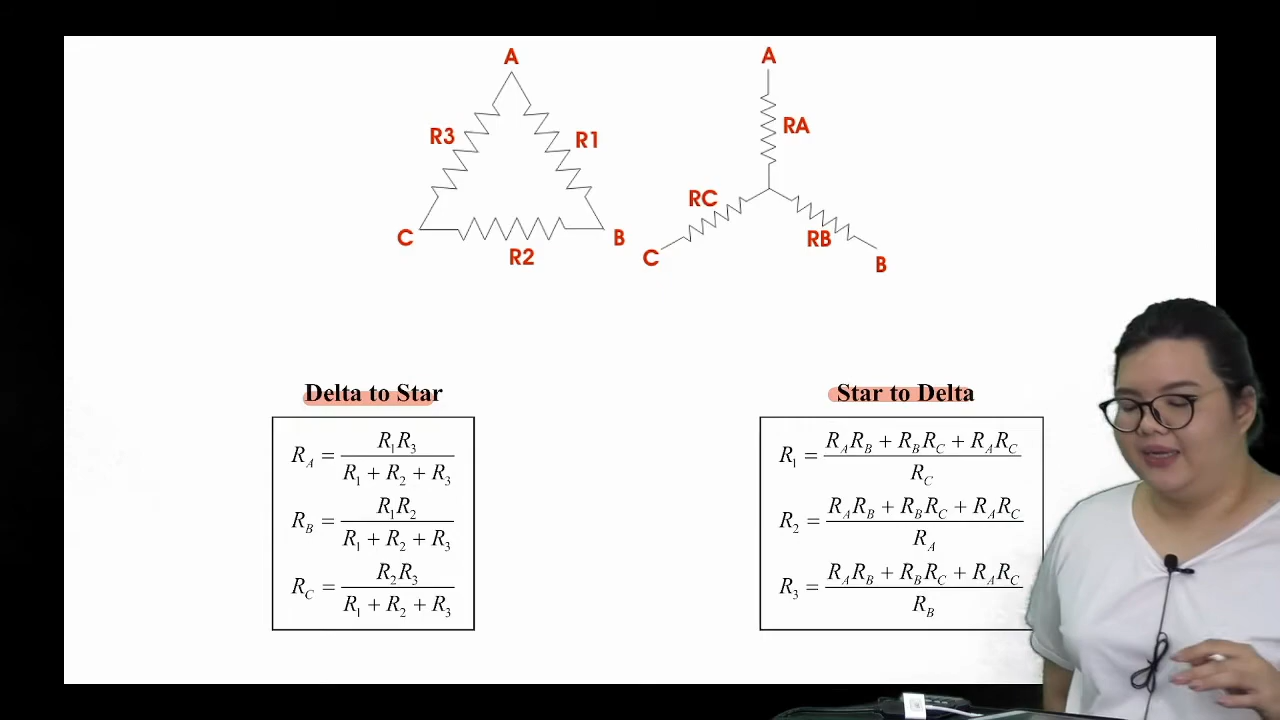 A
R3
R1
C
B
R2
A
RA
RC
RB
C
B
Delta to Star
R_A = R_1R_3 / R_1 + R_2 + R_3
R_B = R_1R_2 / R_1 + R_2 + R_3
R_C = R_2R_3 / R_1 + R_2 + R_3
Star to Delta
R_1 = R_AR_B + R_BR_C + R_AR_C / R_C
R_2 = R_AR_B + R_BR_C + R_AR_C / R_A
R_3 = R_AR_B + R_BR_C + R_AR_C / R_B